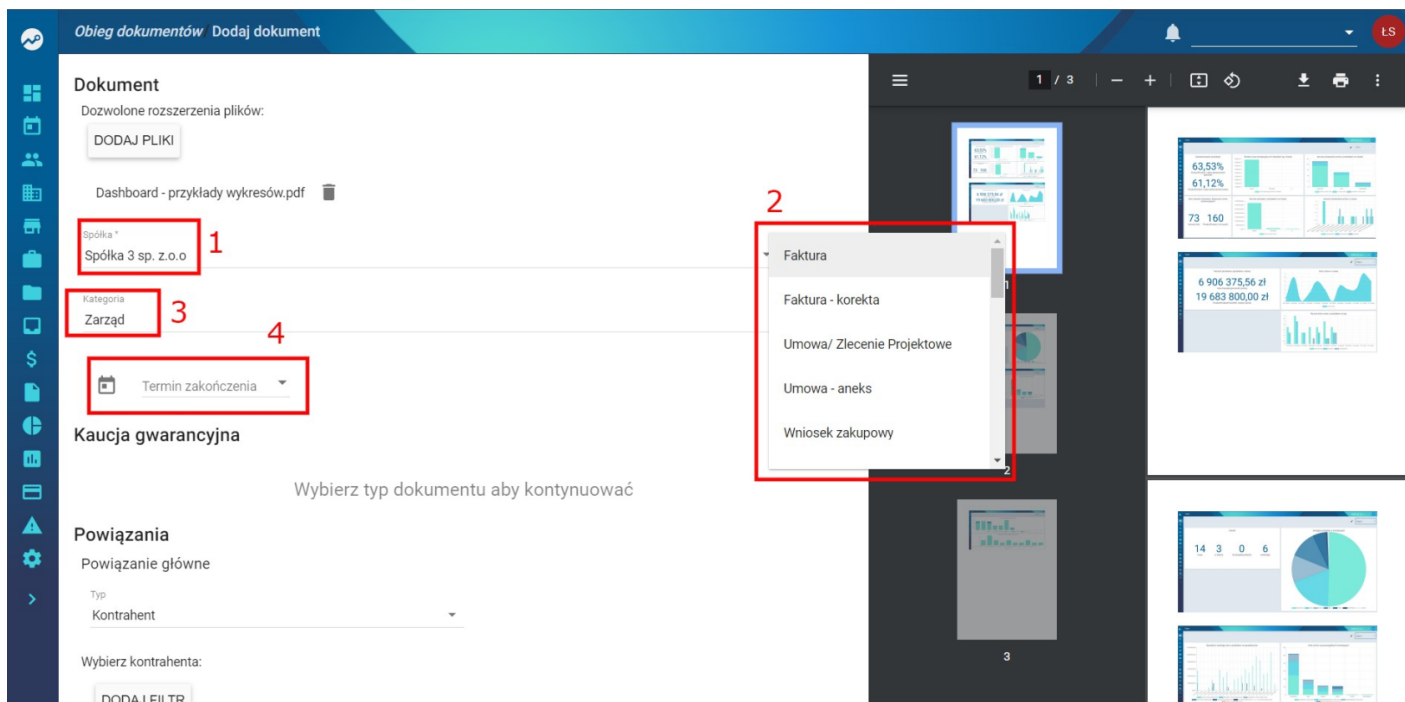 Obieg dokumentów/ Dodaj dokument
ŁS
Dokument
Dozwolone rozszerzenia plików:
DODAJ PLIKI
Dashboard - przykłady wykresów.pdf
Spółka *
Spółka 3 sp. z.o.o
1
Kategoria
Zarząd
3
4
Termin zakończenia
Kaucja gwarancyjna
Wybierz typ dokumentu aby kontynuować
Powiązania
Powiązanie główne
Typ
Kontrahent
Wybierz kontrahenta:
DODAJ FILTR
2
Faktura
Faktura - korekta
Umowa/ Zlecenie Projektowe
Umowa - aneks
Wniosek zakupowy
1 / 3
1
2
3
63,53%
61,12%
73 160
6 906 375,56 zł
19 683 800,00 zł
14 3 0 6